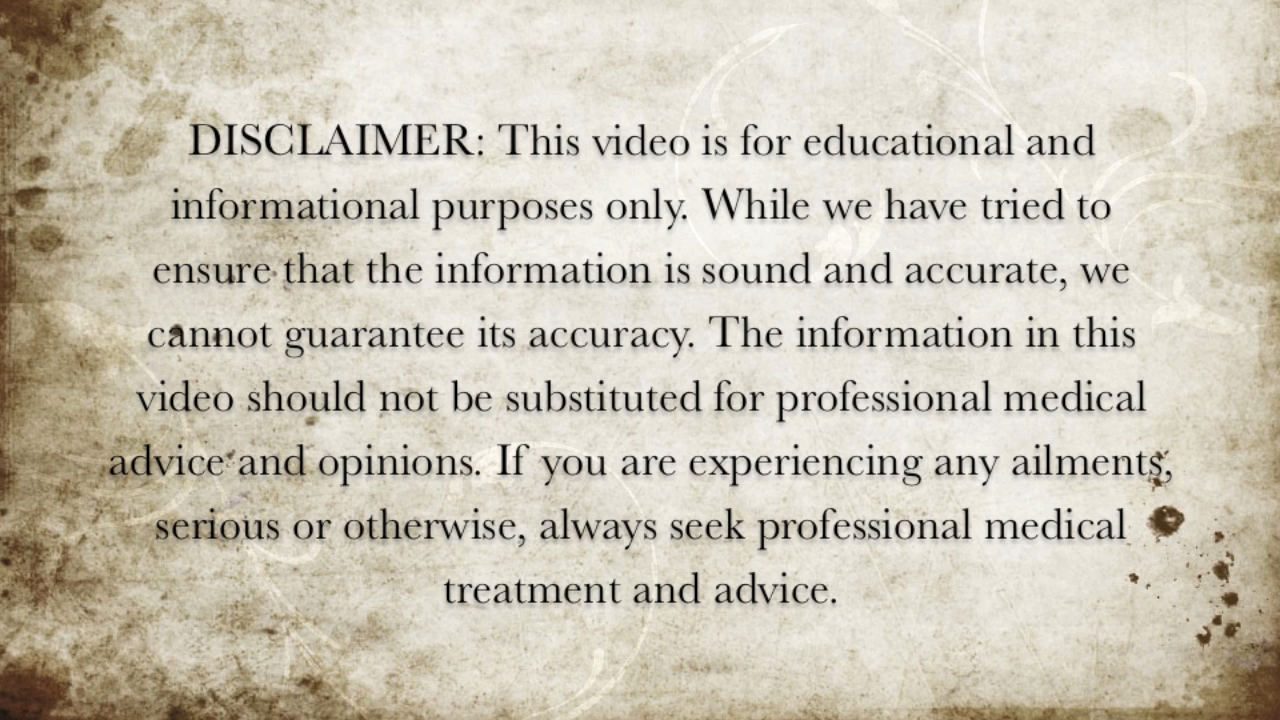 DISCLAIMER: This video is for educational and
informational purposes only. While we have tried to
ensure that the information is sound and accurate, we
cannot guarantee its accuracy. The information in this
video should not be substituted for professional medical
advice and opinions. If you are experiencing any ailments,
serious or otherwise, always seek professional medical
treatment and advice.